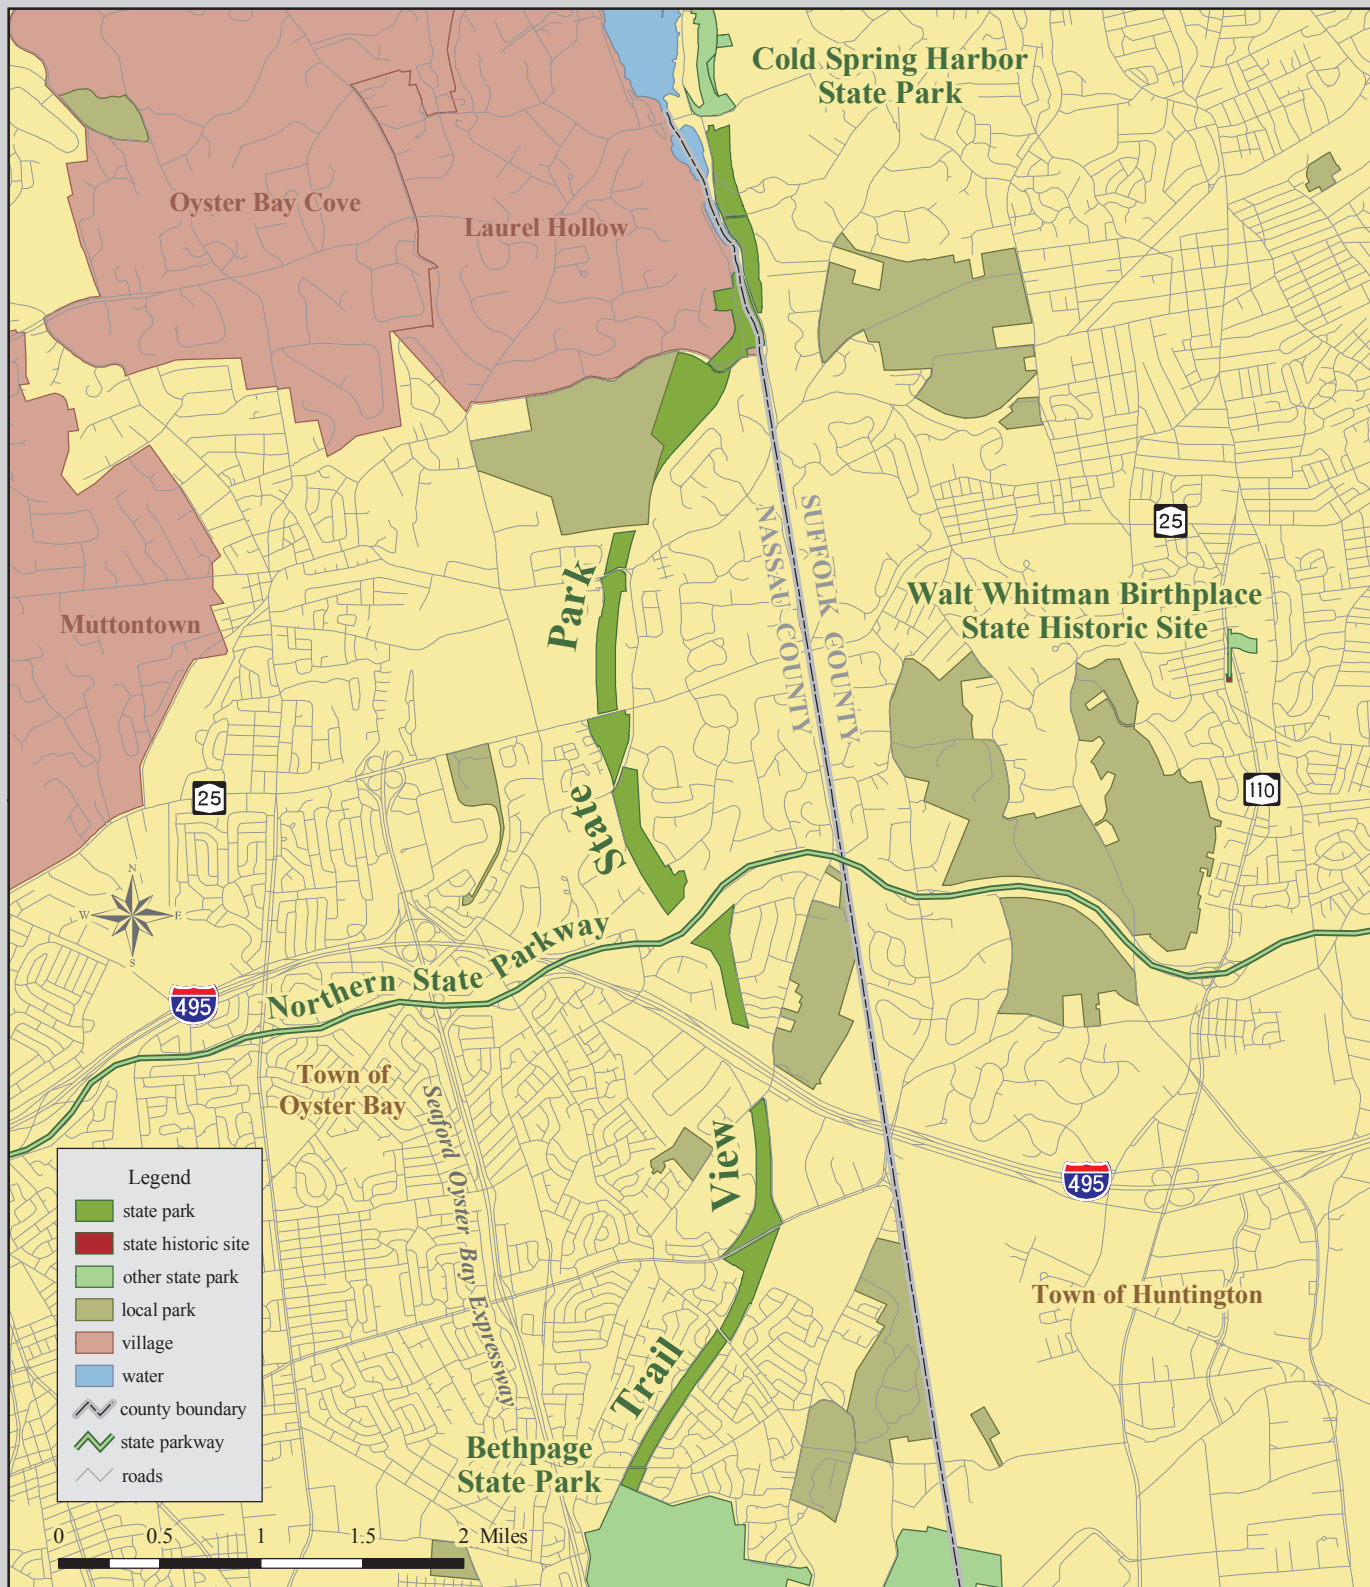 Cold Spring Harbor
State Park
Oyster Bay Cove
Laurel Hollow
SUFFOLK COUNTY
NASSAU COUNTY
25
Walt Whitman Birthplace
State Historic Site
Park
Muttontown
25
110
State
N
W
E
S
Northern State Parkway
495
Town of
Oyster Bay
Seaford Oyster Bay Expressway
View
495
Town of Huntington
Trail
Bethpage
State Park
Legend
state park
state historic site
other state park
local park
village
water
county boundary
state parkway
roads
0 0.5 1 1.5 2 Miles